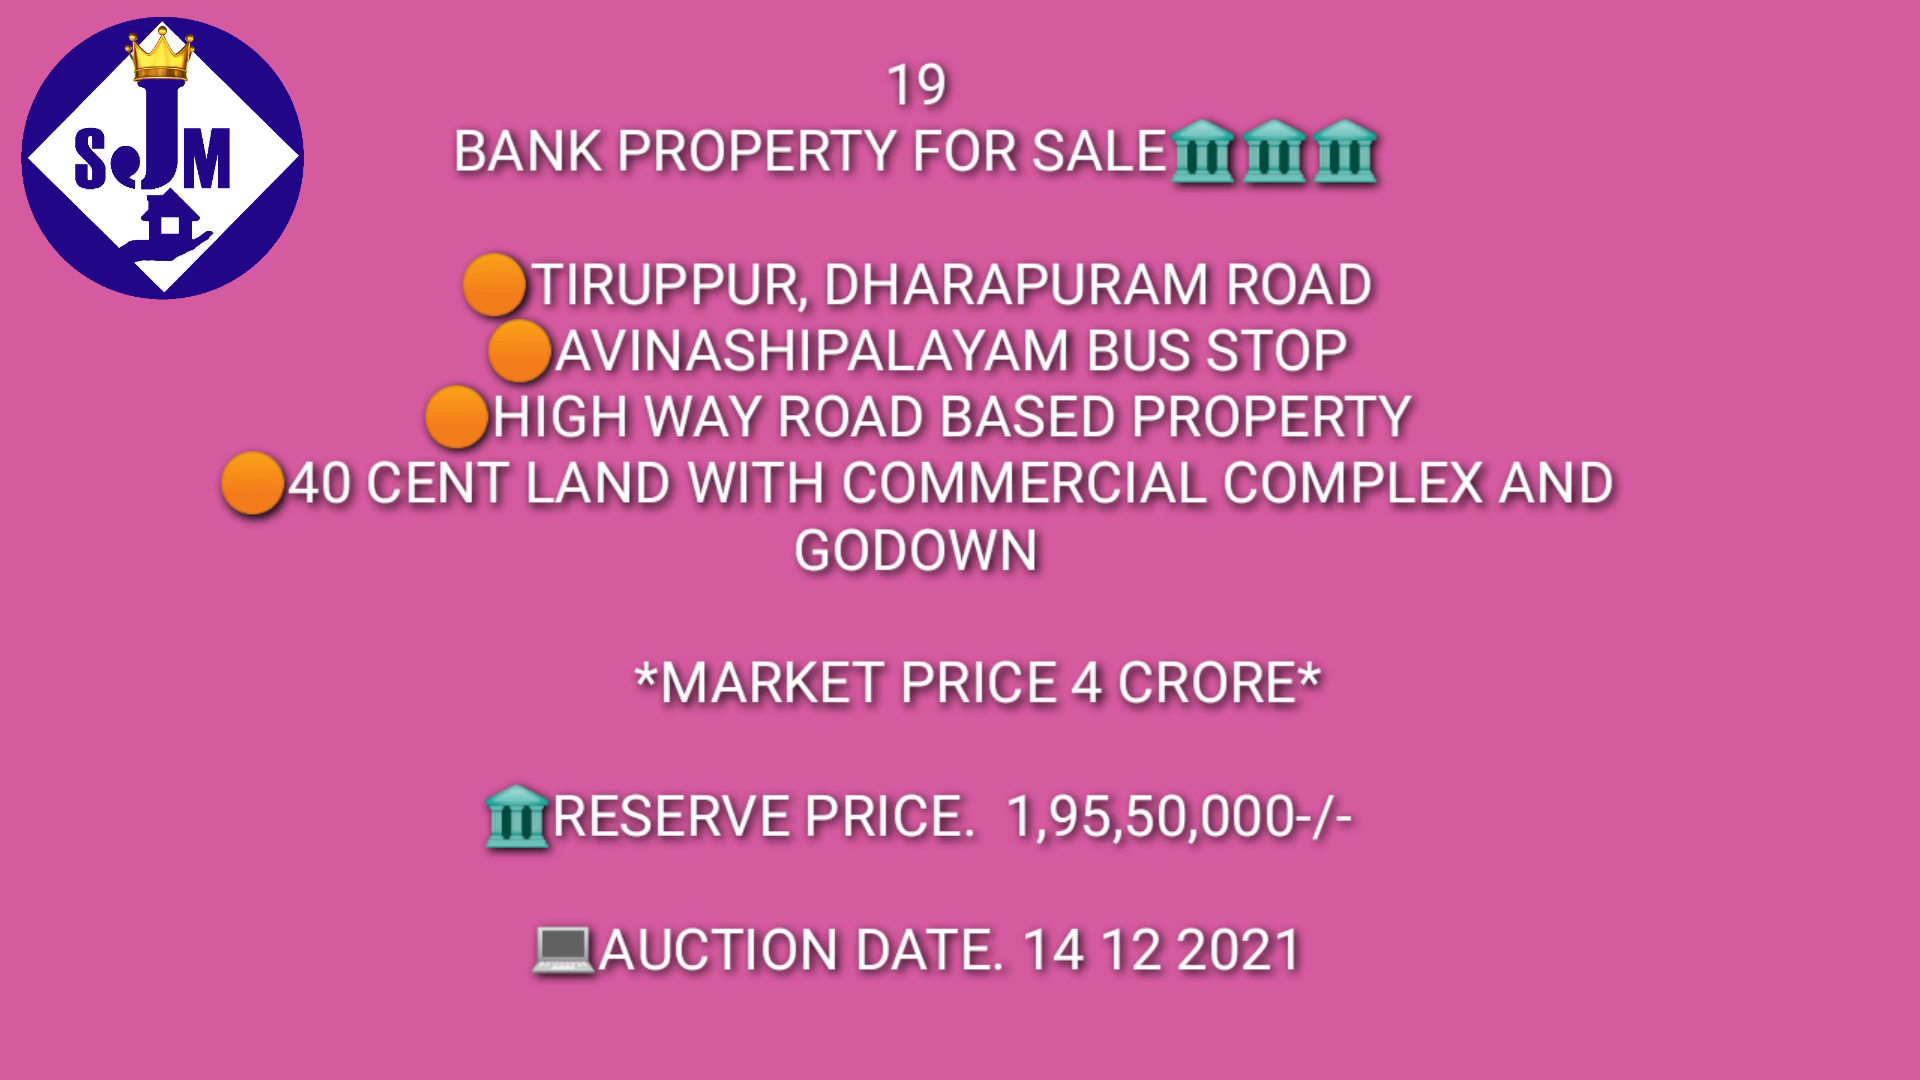 SeJM
19
BANK PROPERTY FOR SALE🏛️🏛️🏛️
🟠TIRUPPUR, DHARAPURAM ROAD
🟠AVINASHIPALAYAM BUS STOP
🟠HIGH WAY ROAD BASED PROPERTY
🟠40 CENT LAND WITH COMMERCIAL COMPLEX AND
GODOWN
*MARKET PRICE 4 CRORE*
🏛️RESERVE PRICE.  1,95,50,000-/-
💻AUCTION DATE. 14 12 2021